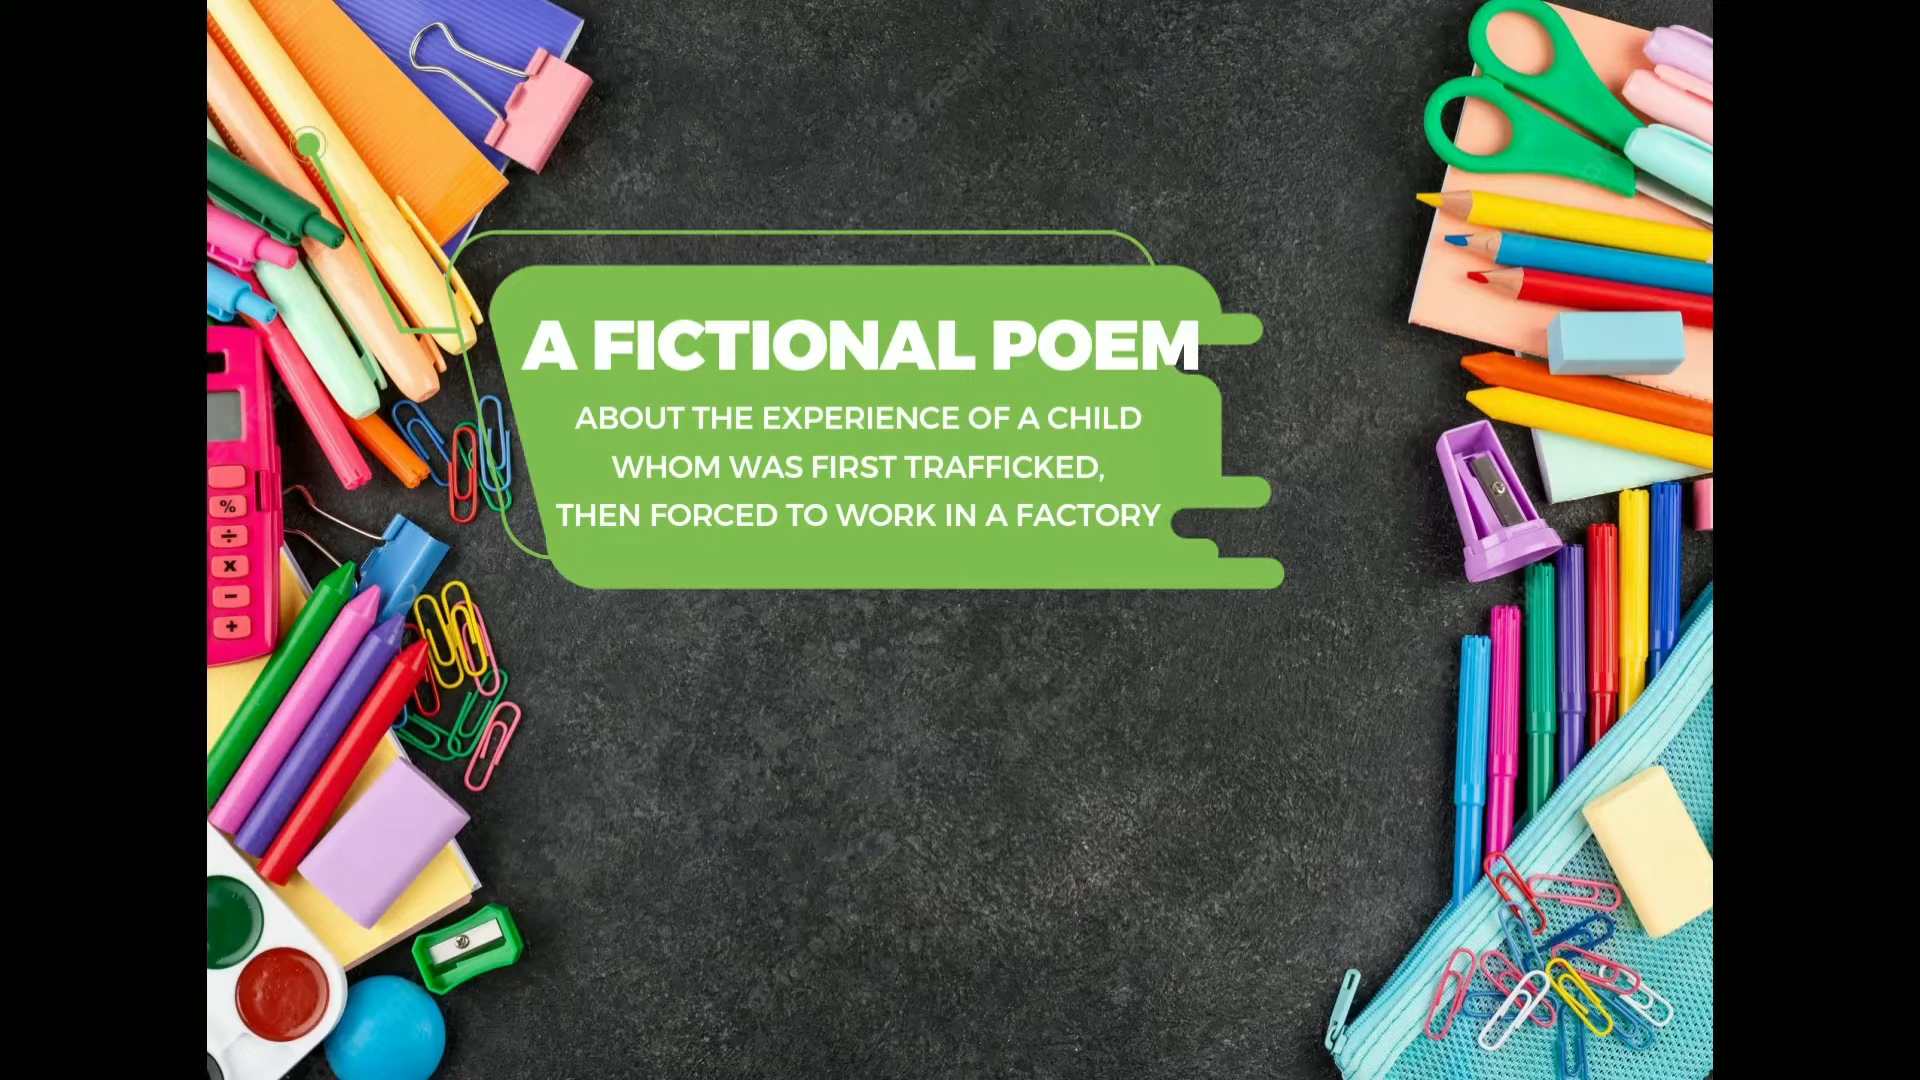 A FICTIONAL POEM
ABOUT THE EXPERIENCE OF A CHILD
WHOM WAS FIRST TRAFFICKED,
THEN FORCED TO WORK IN A FACTORY
%
÷
x
-
+